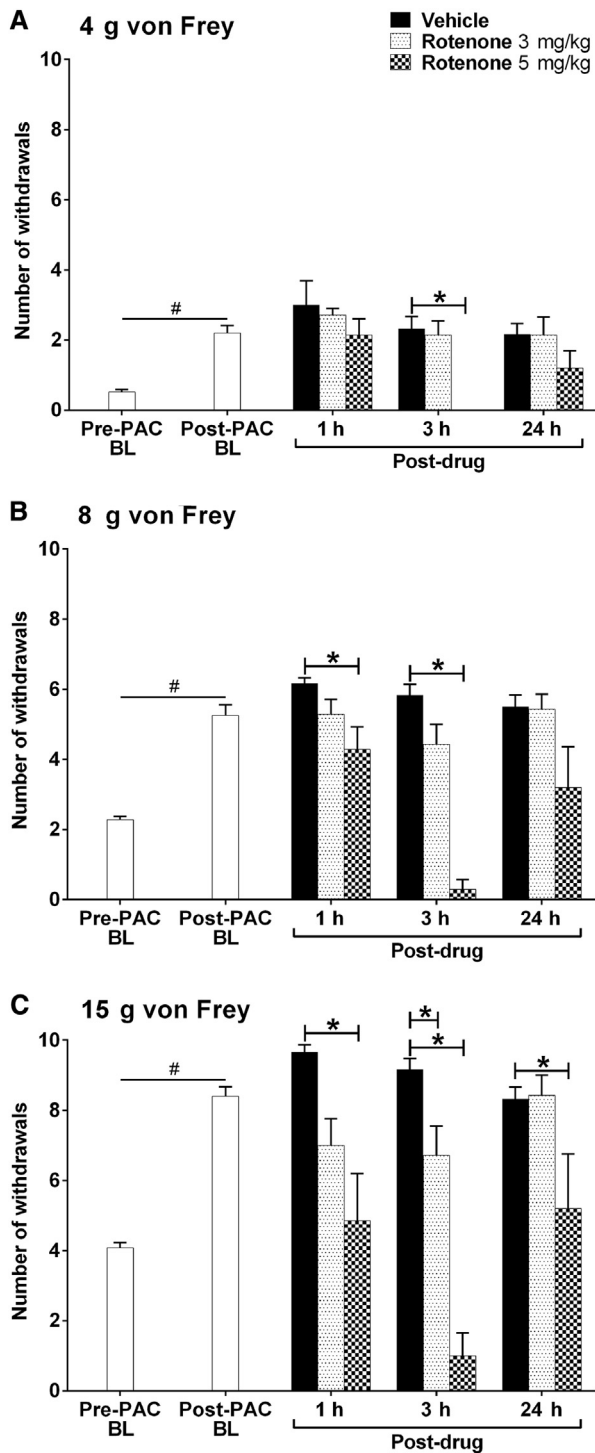 A
4 g von Frey
Vehicle
Rotenone 3 mg/kg
Rotenone 5 mg/kg
Number of withdrawals
10
8
6
4
2
0
#
*
Pre-PAC BL
Post-PAC BL
1 h
3 h
24 h
Post-drug
B
8 g von Frey
Number of withdrawals
10
8
6
4
2
0
#
*
*
Pre-PAC BL
Post-PAC BL
1 h
3 h
24 h
Post-drug
C
15 g von Frey
Number of withdrawals
10
8
6
4
2
0
#
*
*
*
*
Pre-PAC BL
Post-PAC BL
1 h
3 h
24 h
Post-drug